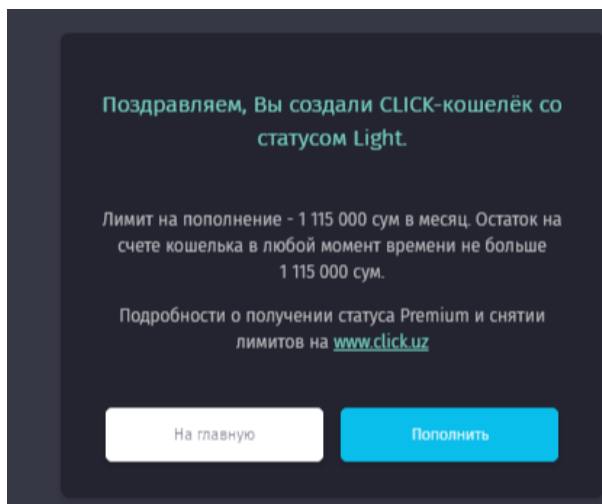 Поздравляем, Вы создали CLICK-кошелёк со
статусом Light.
Лимит на пополнение - 1 115 000 сум в месяц. Остаток на
счете кошелька в любой момент времени не больше
1 115 000 сум.
Подробности о получении статуса Premium и снятии
лимитов на www.click.uz
На главную
Пополнить